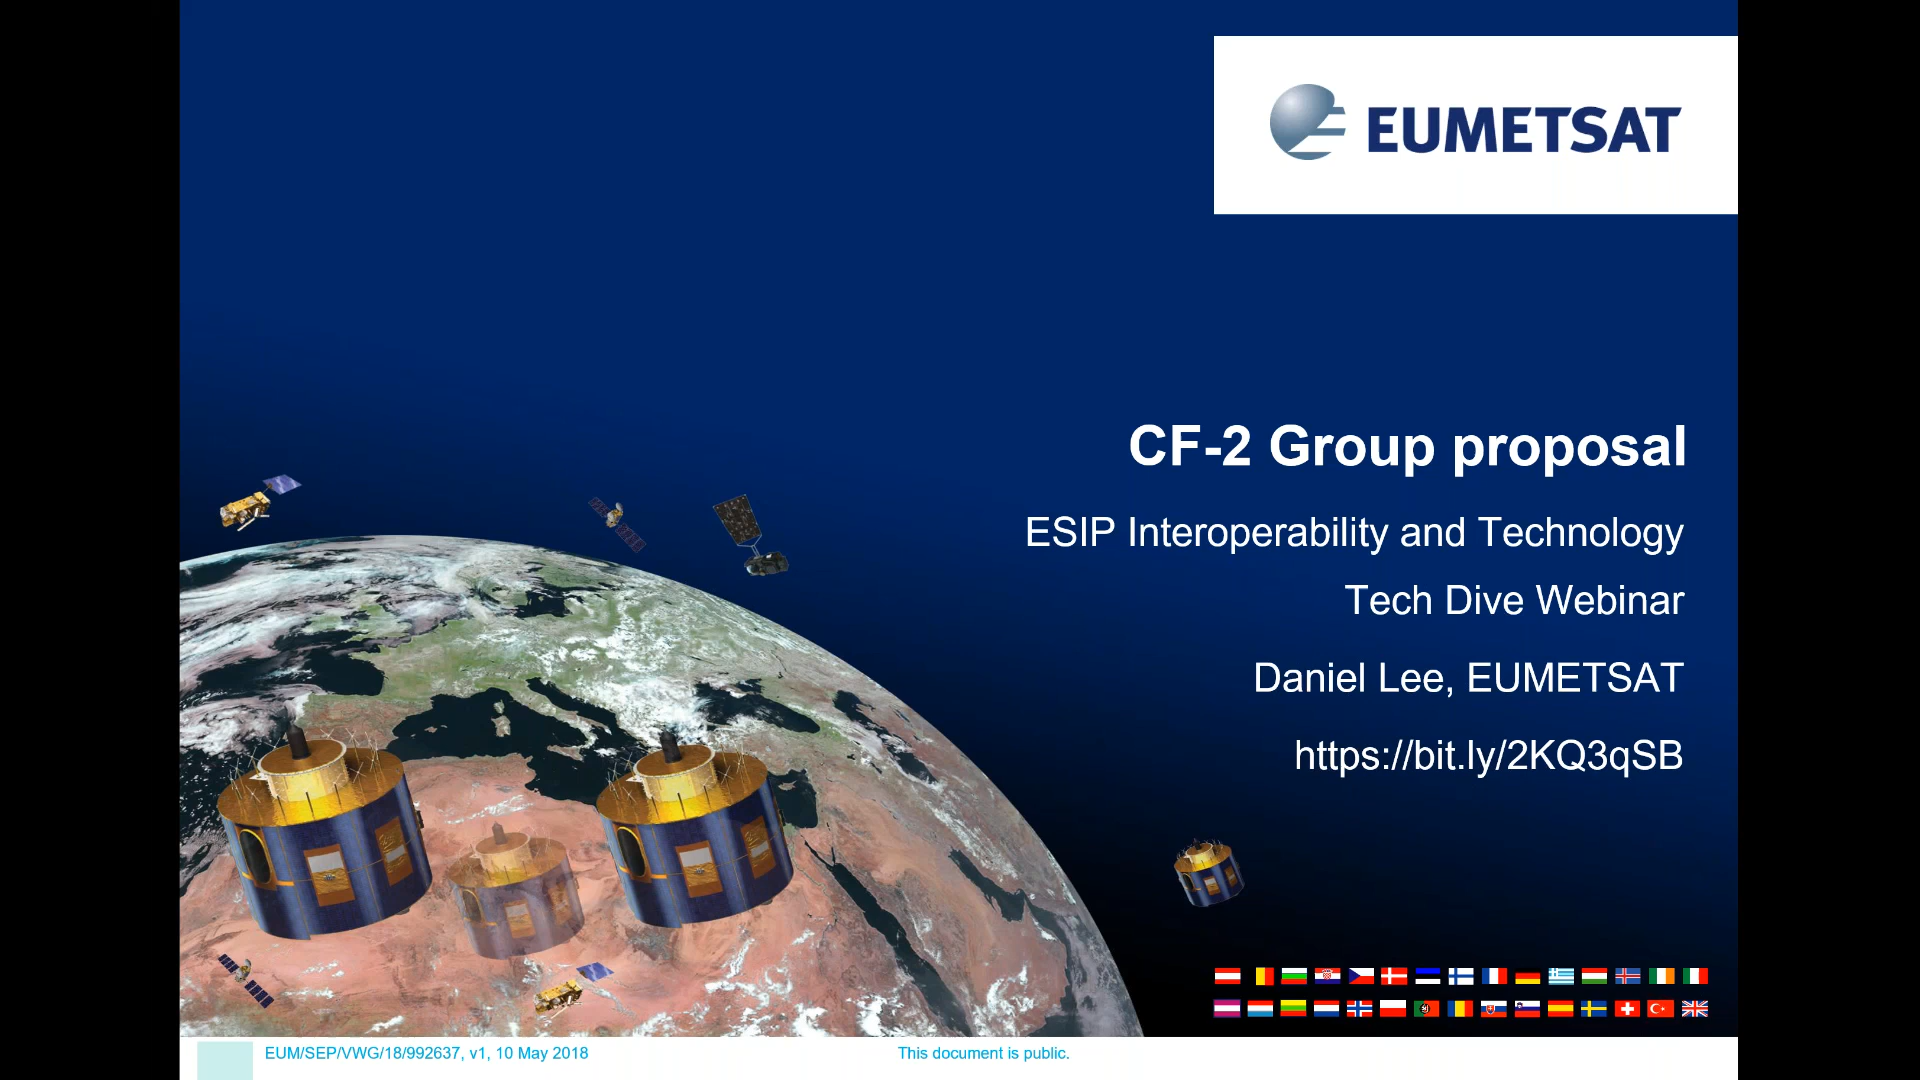 EUMETSAT
CF-2 Group proposal
ESIP Interoperability and Technology
Tech Dive Webinar
Daniel Lee, EUMETSAT
https://bit.ly/2KQ3qSB
EUM/SEP/VWG/18/992637, v1, 10 May 2018
This document is public.